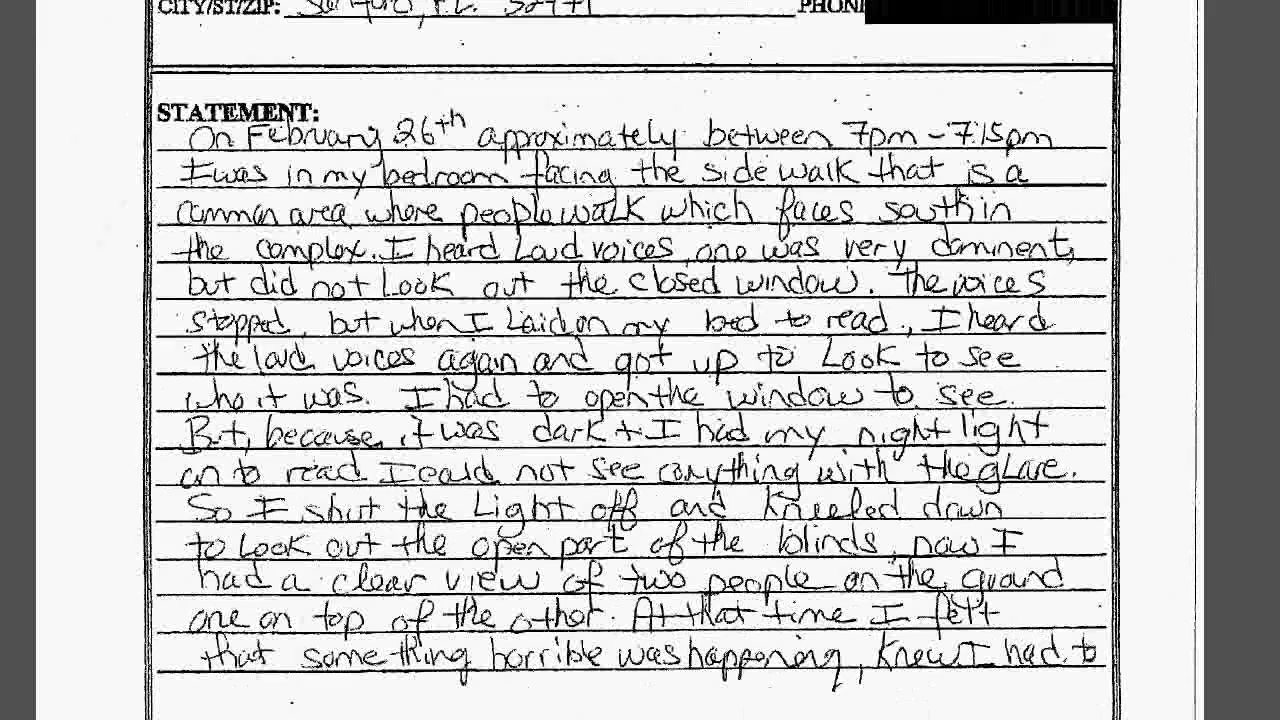 CITY/ST/ZIP: Sanford, FL. PHON
STATEMENT:
On February 26th approximately between 7pm - 7:15pm
I was in my bedroom facing the side walk that is a
common area where people walk which faces south in
the complex. I heard Loud voices, one was very dominent,
but did not Look out the closed window. The voices
stopped, but when I Laid on my bed to read, I heard
the loud voices again and got up to Look to see
who it was. I had to open the window to see.
But, because it was dark + I had my night light
on to read I could not see anything with the glare.
So I shut the Light off and kneeled down
to Look out the open part of the blinds, now I
had a clear view of two people on the ground
one on top of the other. At that time I felt
that something horrible was happening, knew I had to